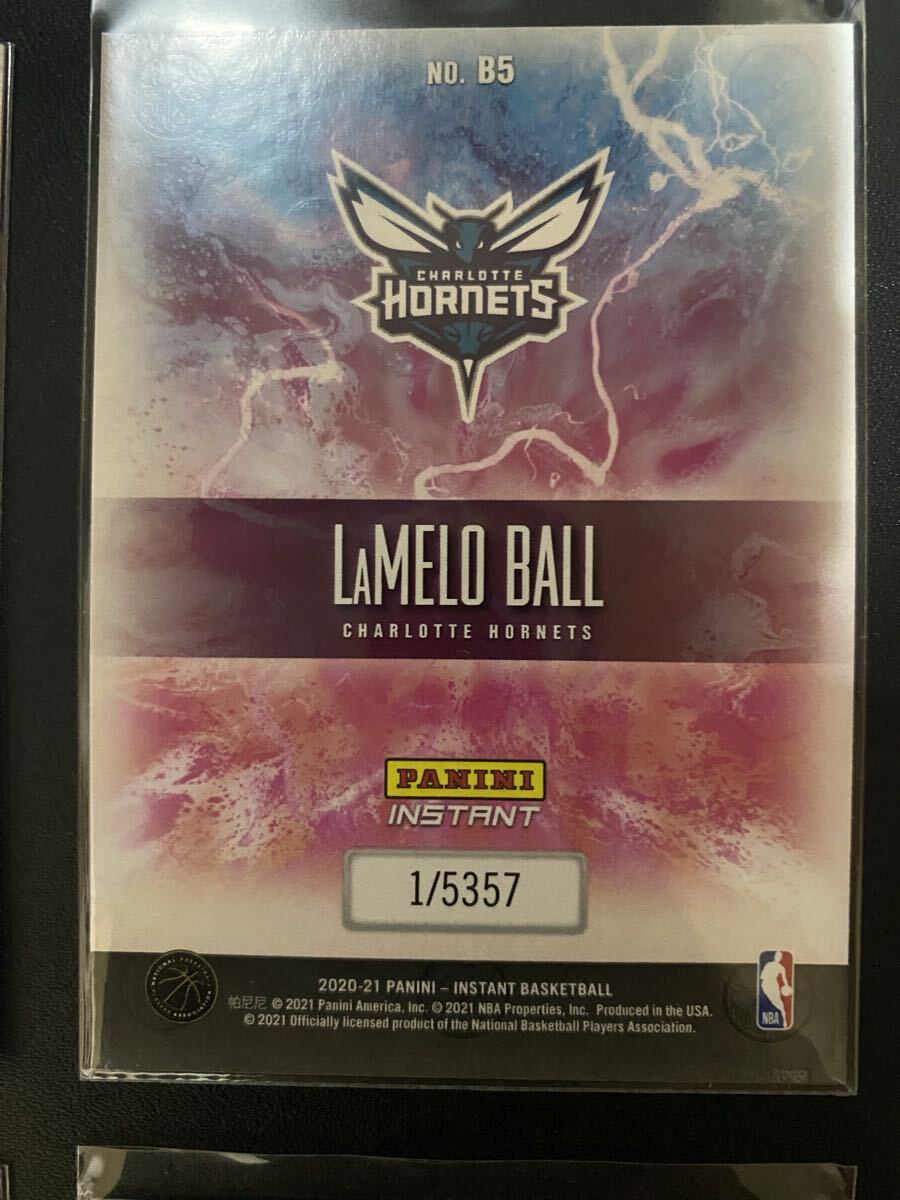 NO. B5
CHARLOTTE
HORNETS
LaMELO BALL
CHARLOTTE HORNETS
PANINI
INSTANT
1/5357
2020-21 PANINI – INSTANT BASKETBALL
帕尼尼 © 2021 Panini America, Inc. © 2021 NBA Properties, Inc. Produced in the USA.
© 2021 Officially licensed product of the National Basketball Players Association.
NBA